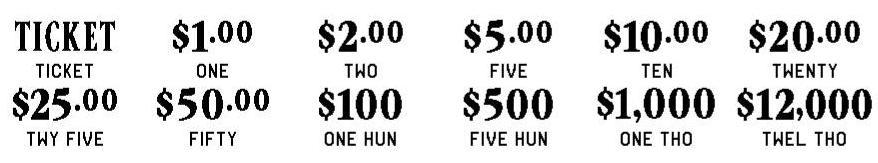 TICKET $1.00 $2.00 $5.00 $10.00 $20.00
TICKET ONE TWO FIVE TEN TWENTY
$25.00 $50.00 $100 $500 $1,000 $12,000
TWY FIVE FIFTY ONE HUN FIVE HUN ONE THO TWEL THO